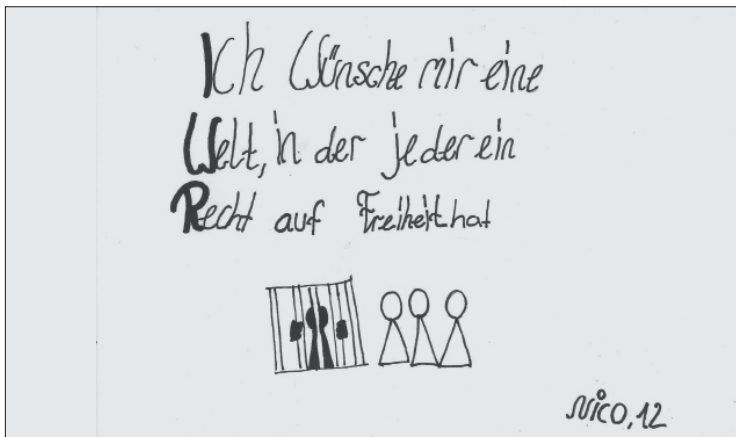 Ich Wünsche mir eine
Welt, in der jeder ein
Recht auf Freiheit hat
Nico, 12